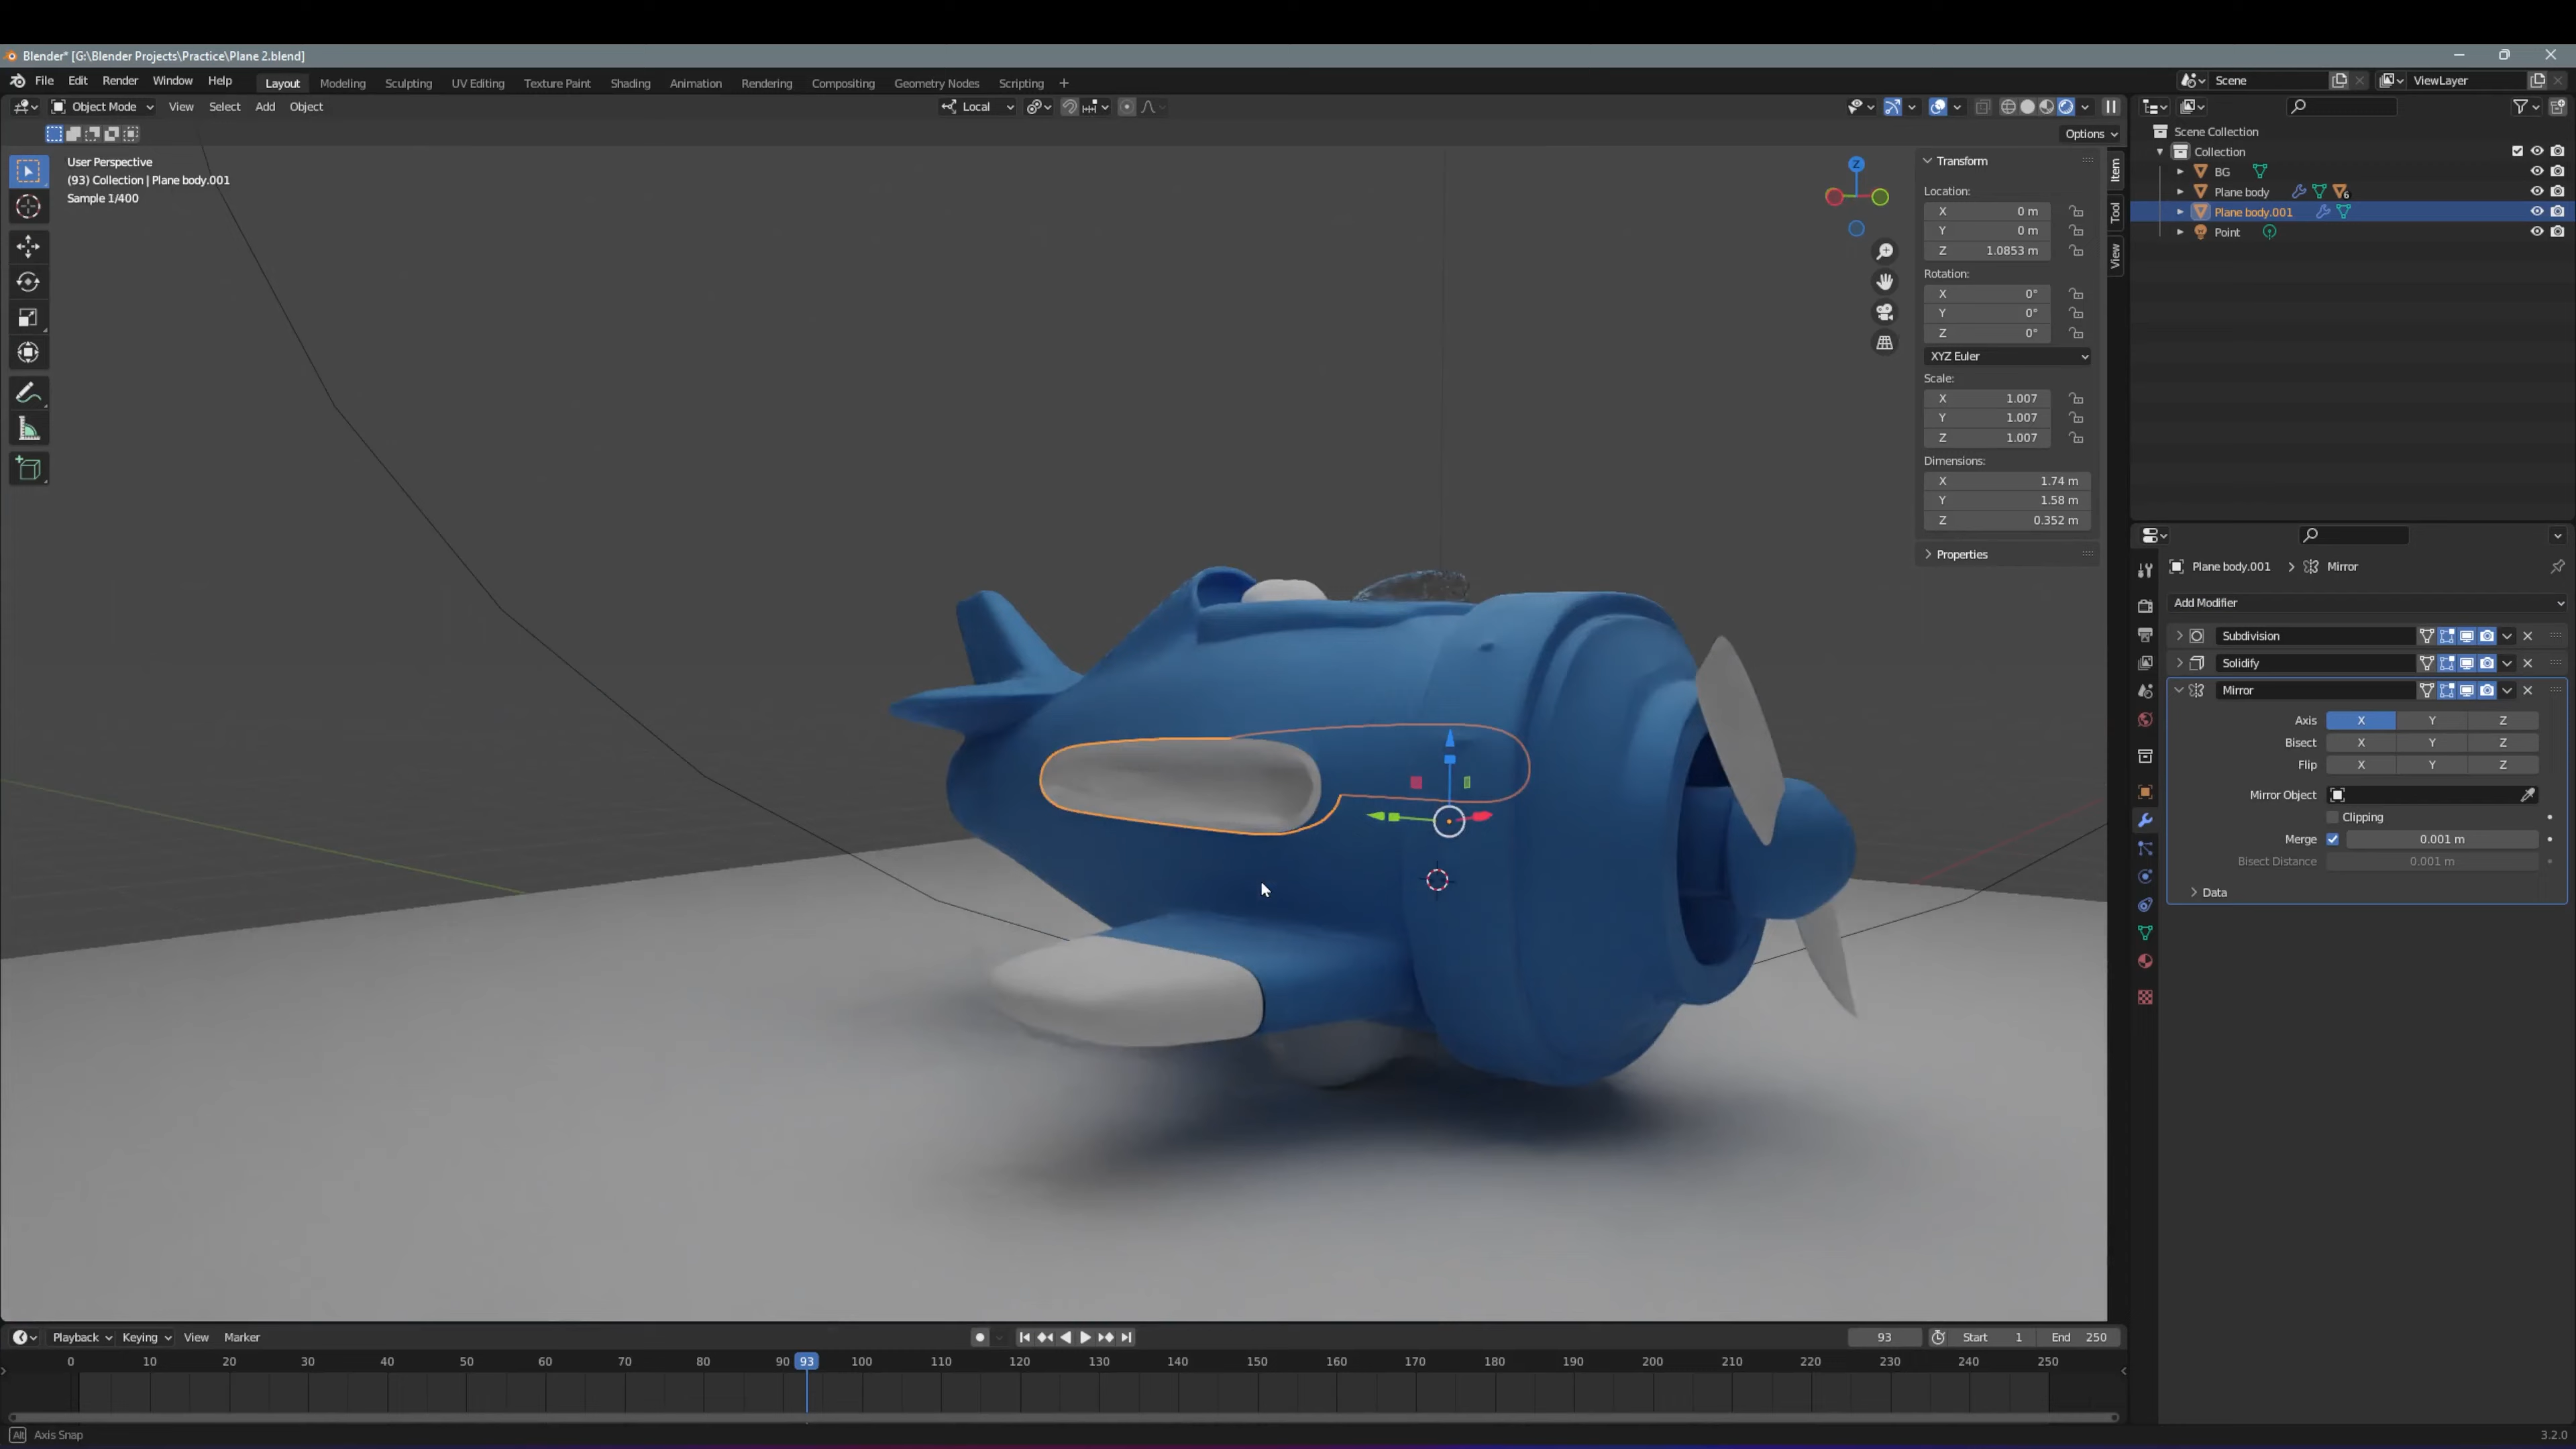 Blender* [G:\Blender Projects\Practice\Plane 2.blend]
File Edit Render Window Help Layout Modeling Sculpting UV Editing Texture Paint Shading Animation Rendering Compositing Geometry Nodes Scripting + Scene ViewLayer
Object Mode View Select Add Object Local
Options
User Perspective
(93) Collection | Plane body.001
Sample 1/400
Z
Transform
Location:
X 0 m
Y 0 m
Z 1.0853 m
Rotation:
X 0°
Y 0°
Z 0°
XYZ Euler
Scale:
X 1.007
Y 1.007
Z 1.007
Dimensions:
X 1.74 m
Y 1.58 m
Z 0.352 m
Properties
Item
Tool
View
Scene Collection
Collection
BG
Plane body 6
Plane body.001
Point
Plane body.001 > Mirror
Add Modifier
Subdivision
Solidify
Mirror
Axis X Y Z
Bisect X Y Z
Flip X Y Z
Mirror Object
Clipping
Merge 0.001 m
Bisect Distance 0.001 m
Data
Playback Keying View Marker 93 Start 1 End 250
0 10 20 30 40 50 60 70 80 90 93 100 110 120 130 140 150 160 170 180 190 200 210 220 230 240 250
Alt Axis Snap
3.2.0